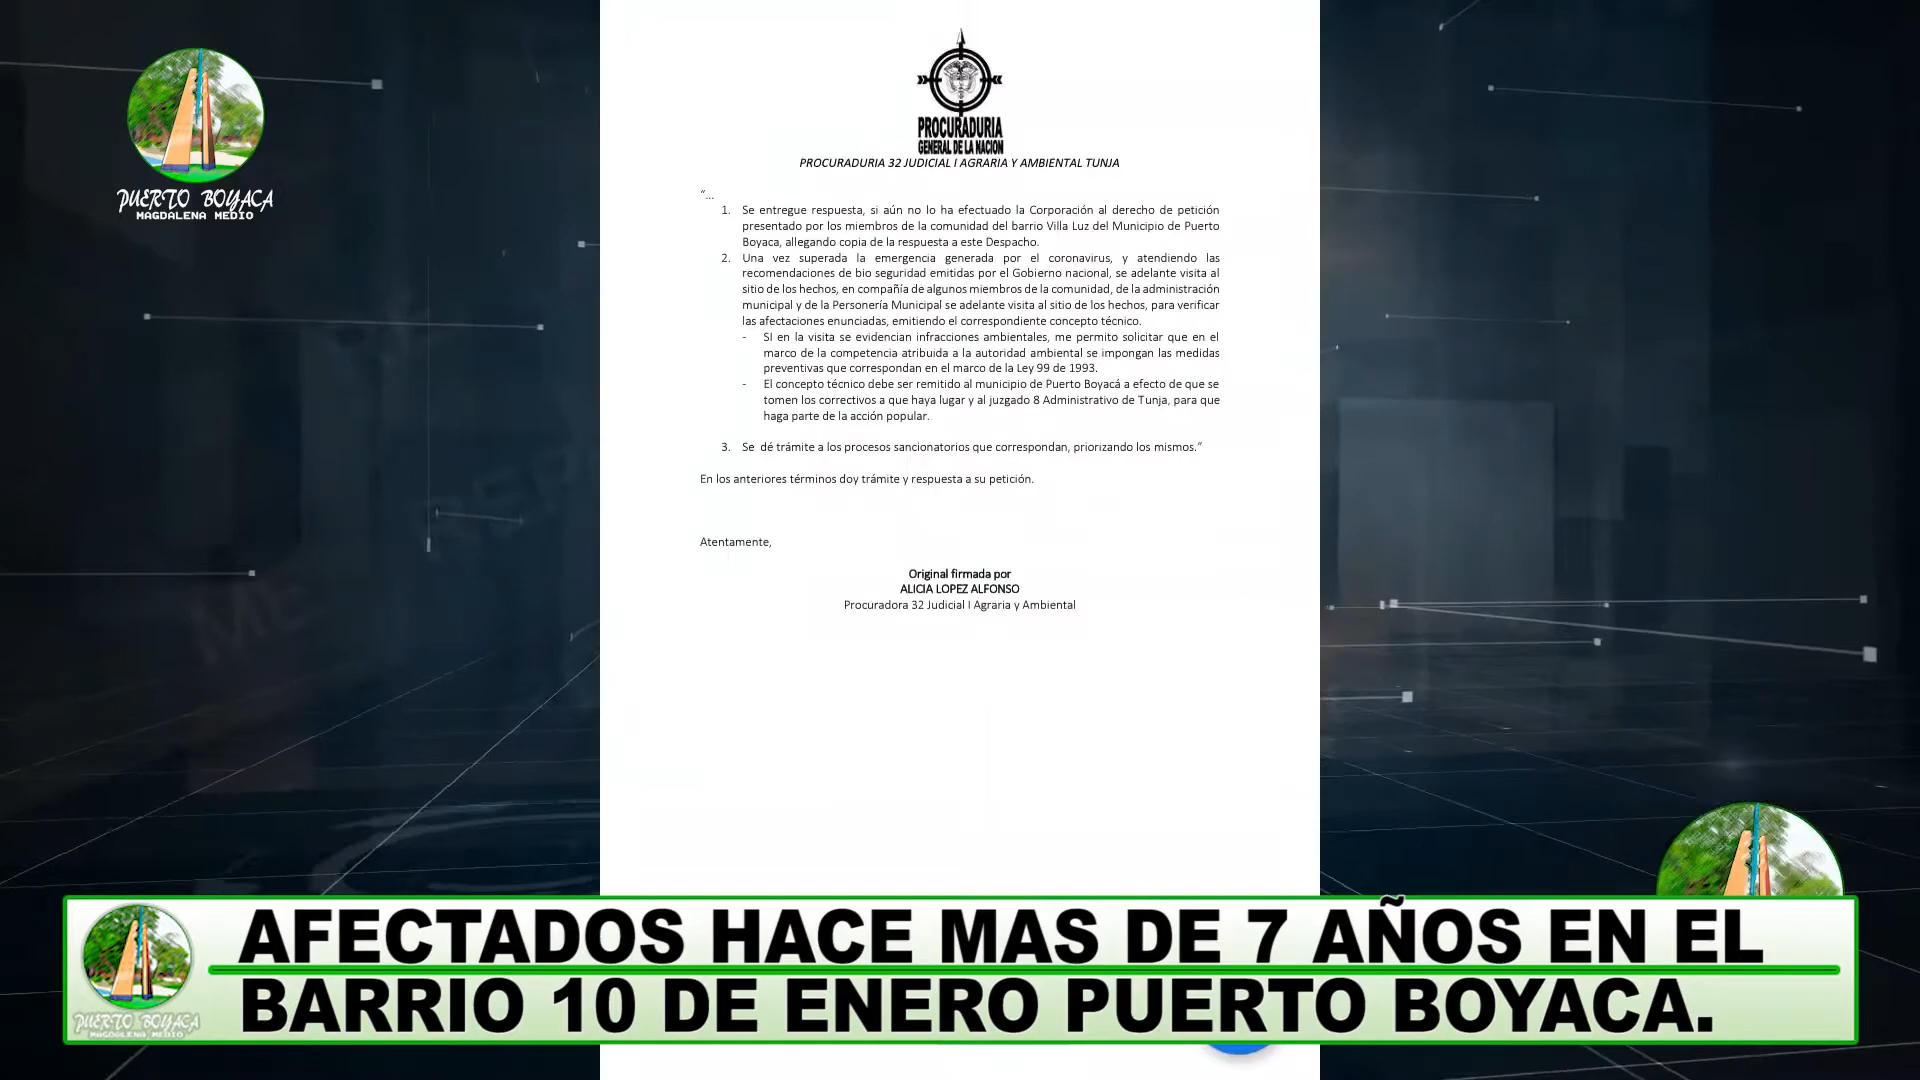 PUERTO BOYACA
MAGDALENA MEDIO
PROCURADURIA
GENERAL DE LA NACION
PROCURADURIA 32 JUDICIAL I AGRARIA Y AMBIENTAL TUNJA
“...
1. Se entregue respuesta, si aún no lo ha efectuado la Corporación al derecho de petición
presentado por los miembros de la comunidad del barrio Villa Luz del Municipio de Puerto
Boyaca, allegando copia de la respuesta a este Despacho.
2. Una vez superada la emergencia generada por el coronavirus, y atendiendo las
recomendaciones de bio seguridad emitidas por el Gobierno nacional, se adelante visita al
sitio de los hechos, en compañía de algunos miembros de la comunidad, de la administración
municipal y de la Personería Municipal se adelante visita al sitio de los hechos, para verificar
las afectaciones enunciadas, emitiendo el correspondiente concepto técnico.
- SI en la visita se evidencian infracciones ambientales, me permito solicitar que en el
marco de la competencia atribuida a la autoridad ambiental se impongan las medidas
preventivas que correspondan en el marco de la Ley 99 de 1993.
- El concepto técnico debe ser remitido al municipio de Puerto Boyacá a efecto de que se
tomen los correctivos a que haya lugar y al juzgado 8 Administrativo de Tunja, para que
haga parte de la acción popular.
3. Se dé trámite a los procesos sancionatorios que correspondan, priorizando los mismos.”
En los anteriores términos doy trámite y respuesta a su petición.
Atentamente,
Original firmada por
ALICIA LOPEZ ALFONSO
Procuradora 32 Judicial I Agraria y Ambiental
AFECTADOS HACE MAS DE 7 AÑOS EN EL
BARRIO 10 DE ENERO PUERTO BOYACA.
PUERTO BOYACA
MAGDALENA MEDIO